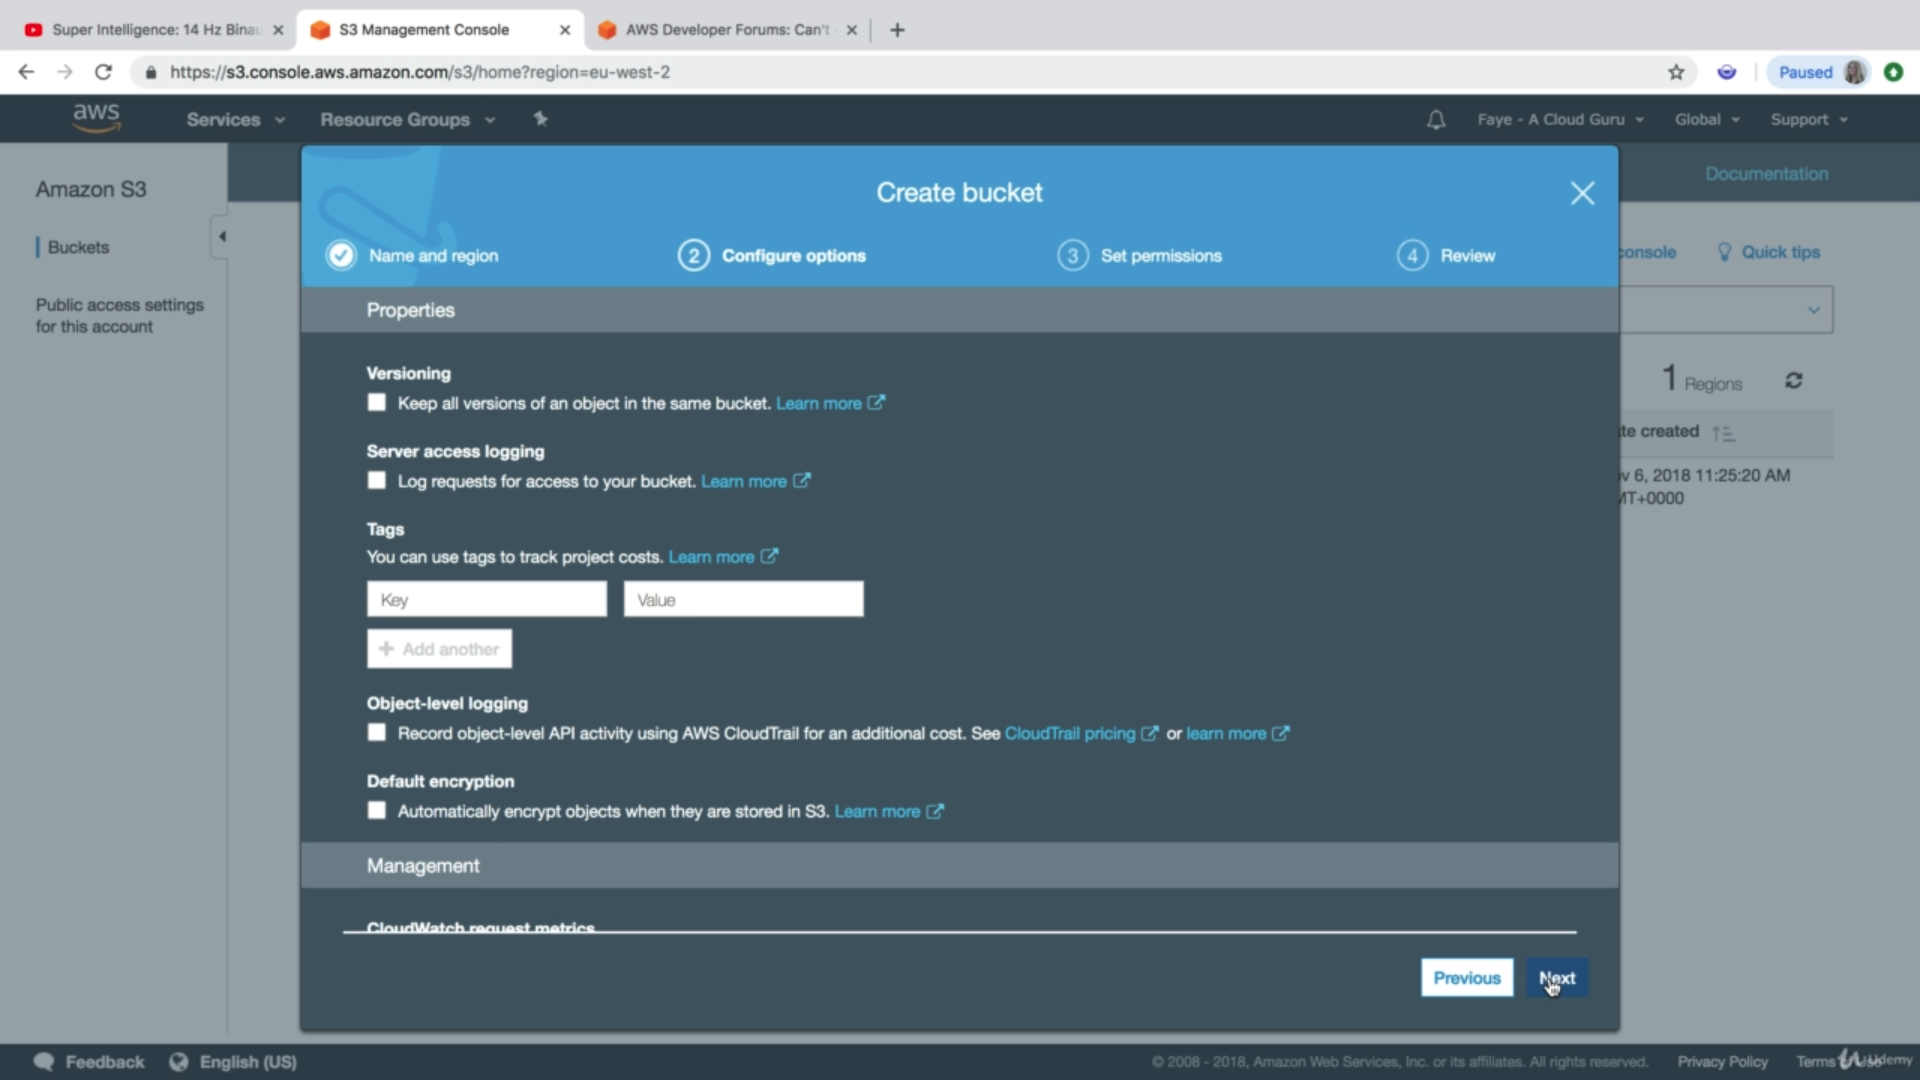 Super Intelligence: 14 Hz Binau
S3 Management Console
AWS Developer Forums: Can't
https://s3.console.aws.amazon.com/s3/home?region=eu-west-2
Paused
aws
Services
Resource Groups
Faye - A Cloud Guru
Global
Support
Amazon S3
Buckets
Public access settings
for this account
Documentation
console
Quick tips
1 Regions
te created
v 6, 2018 11:25:20 AM
MT+0000
Create bucket
Name and region
2 Configure options
3 Set permissions
4 Review
Properties
Versioning
Keep all versions of an object in the same bucket. Learn more
Server access logging
Log requests for access to your bucket. Learn more
Tags
You can use tags to track project costs. Learn more
Key
Value
+ Add another
Object-level logging
Record object-level API activity using AWS CloudTrail for an additional cost. See CloudTrail pricing or learn more
Default encryption
Automatically encrypt objects when they are stored in S3. Learn more
Management
CloudWatch request metrics
Previous
Next
Feedback
English (US)
© 2008 - 2018, Amazon Web Services, Inc. or its affiliates. All rights reserved.
Privacy Policy
Terms
Udemy